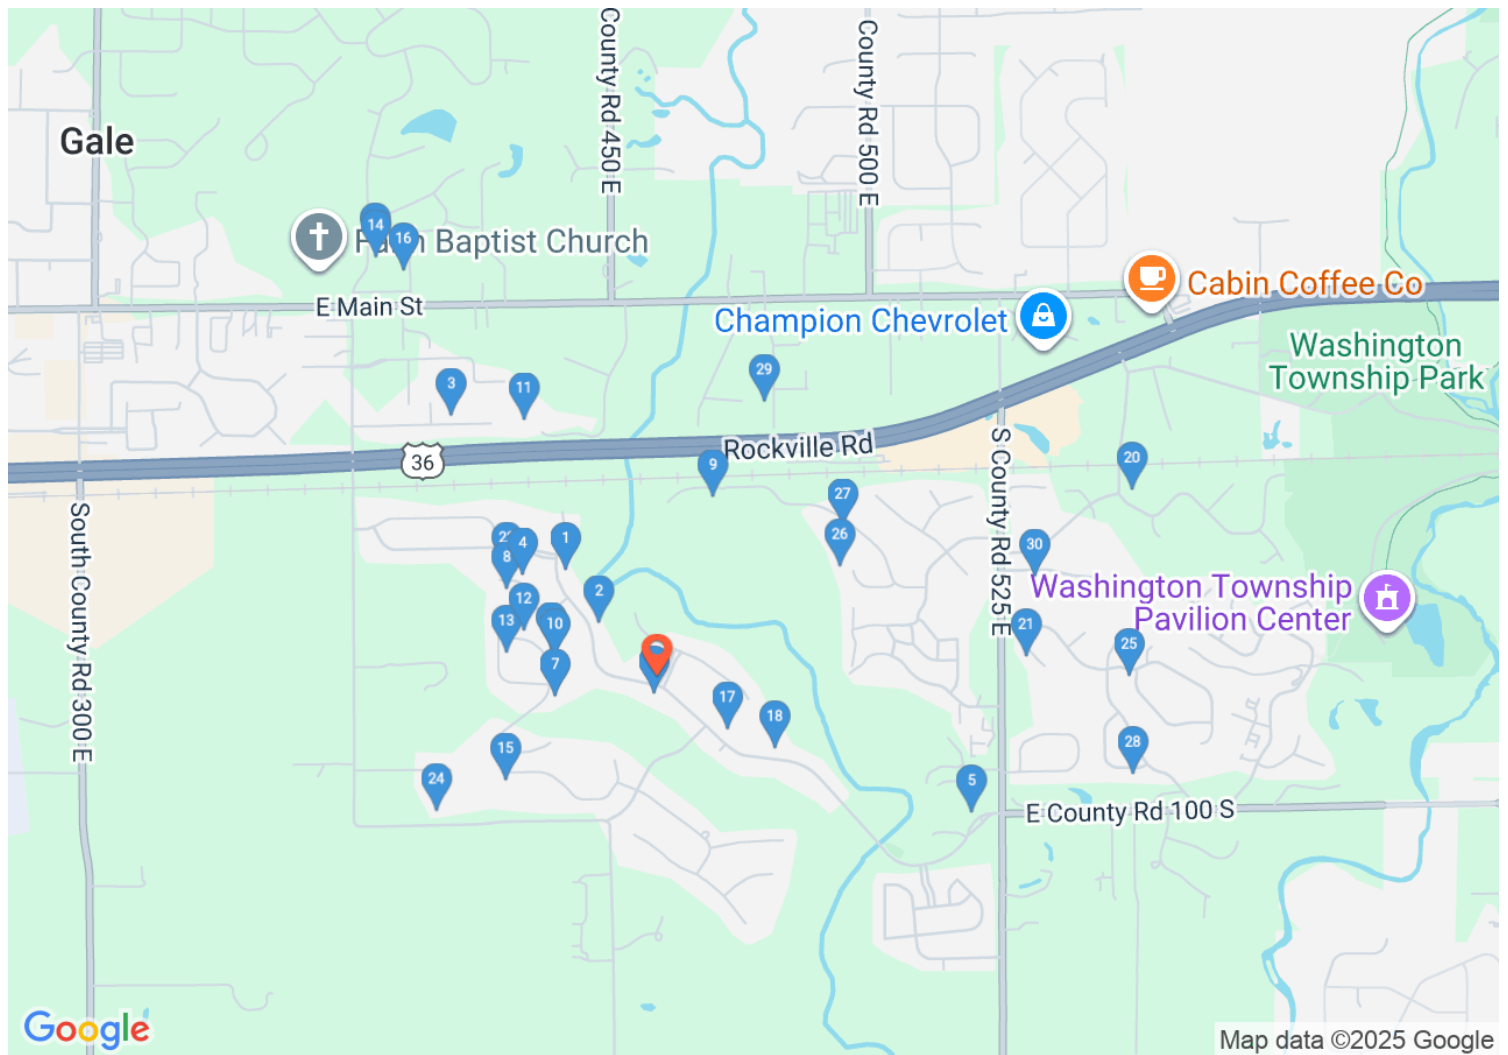 County Rd 450 E
County Rd 500 E
Gale
14
16
Baptist Church
E Main St
Cabin Coffee Co
Champion Chevrolet
Washington
Township Park
29
3
11
Rockville Rd
36
9
20
S County Rd 525 E
South County Rd 300 E
27
26
4
1
8
30
2
12
13
10
Washington Township
Pavilion Center
21
25
7
17
18
15
28
24
5
E County Rd 100 S
Google
Map data ©2025 Google